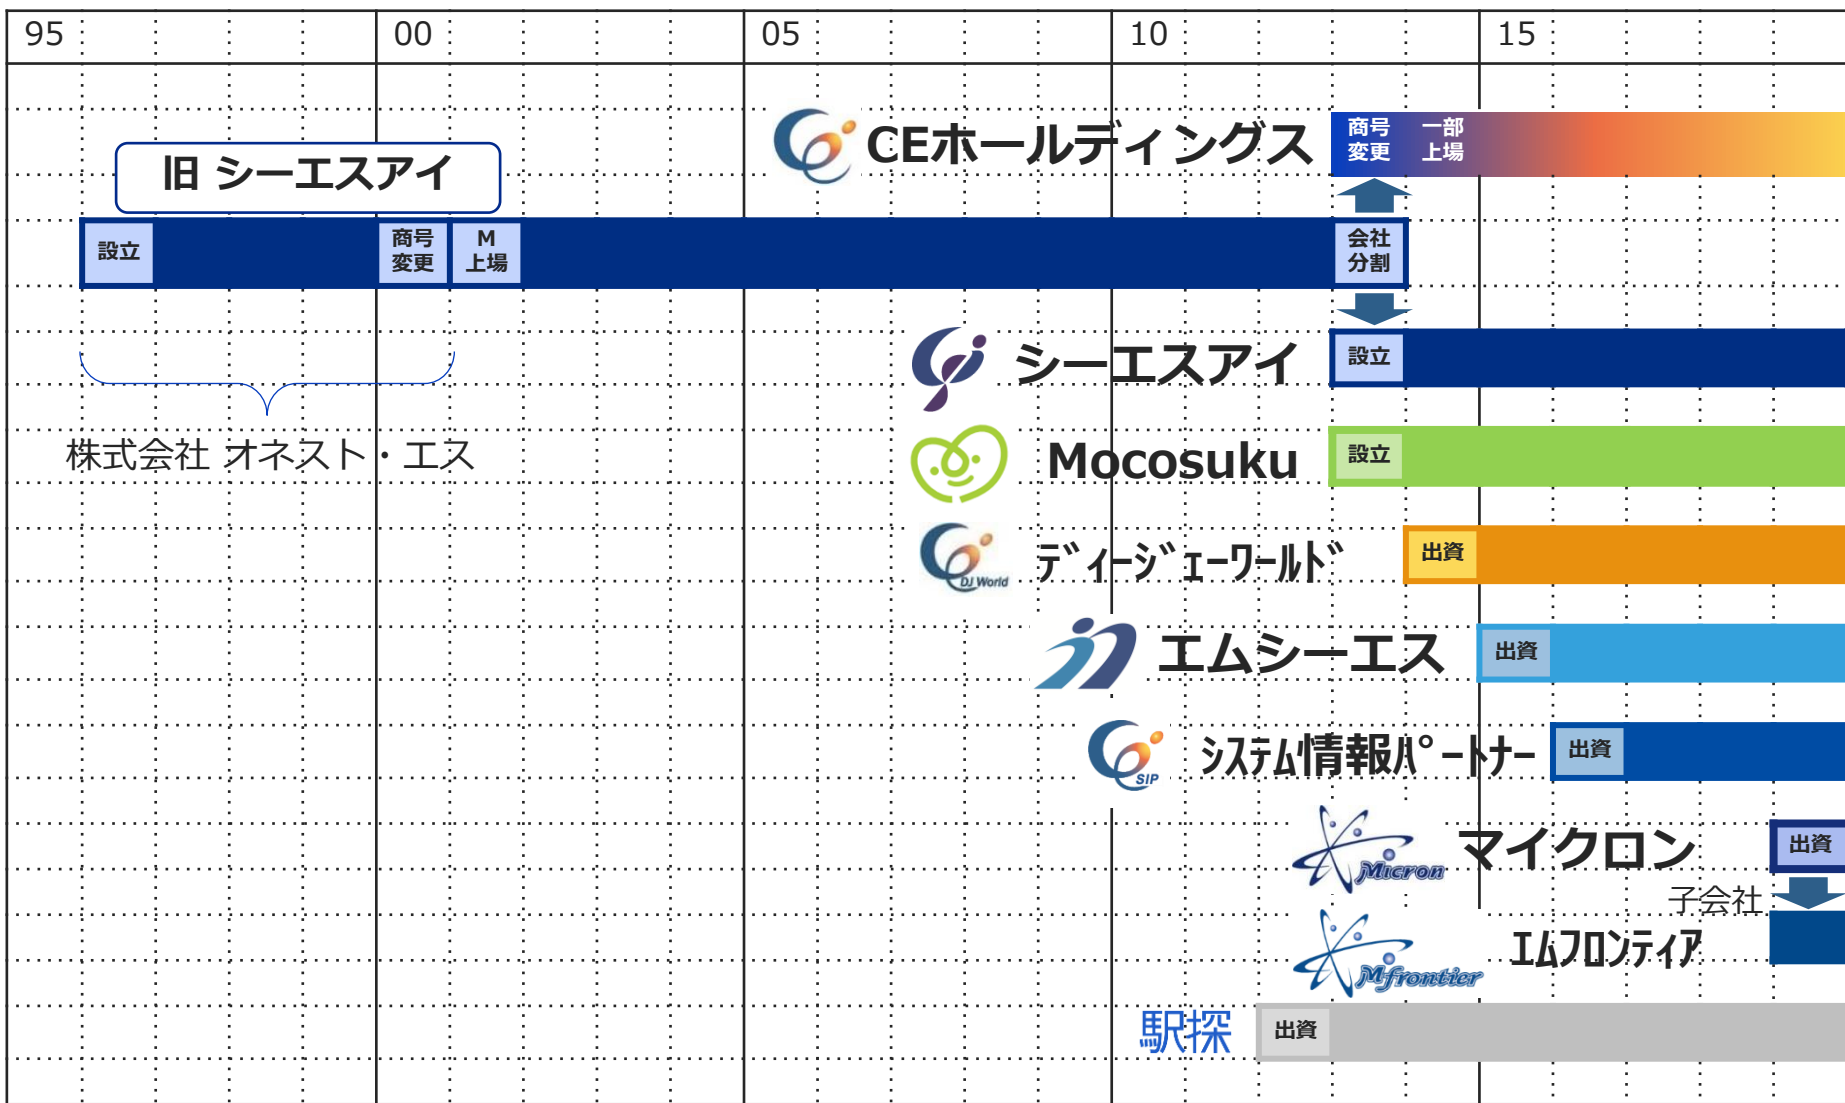 95 00 05 10 15
CEホールディングス
商号
変更
一部
上場
旧 シーエスアイ
設立
商号
変更
M
上場
会社
分割
シーエスアイ
設立
株式会社 オネスト・エス
Mocosuku
設立
DJ World
ディージェーワールド
出資
エムシーエス
出資
SIP
システム情報パートナー
出資
Micron
マイクロン
出資
子会社
Mfrontier
エムフロンティア
駅探
出資